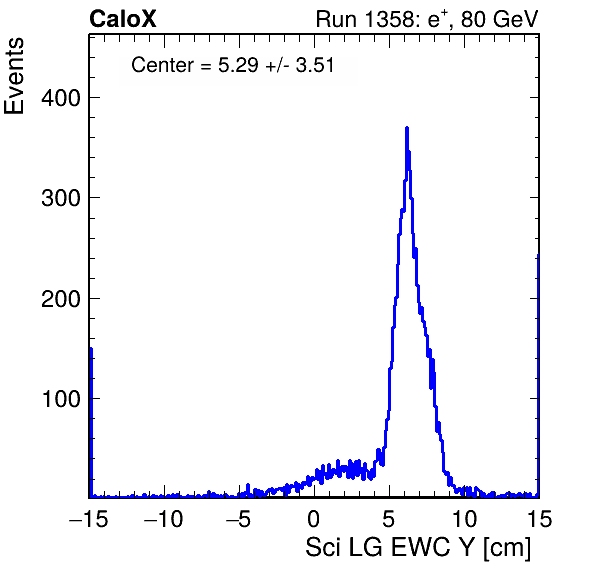 CaloX
Run 1358: e+, 80 GeV
Events
Center = 5.29 +/- 3.51
400
300
200
100
−15
−10
−5
0
5
10
15
Sci LG EWC Y [cm]